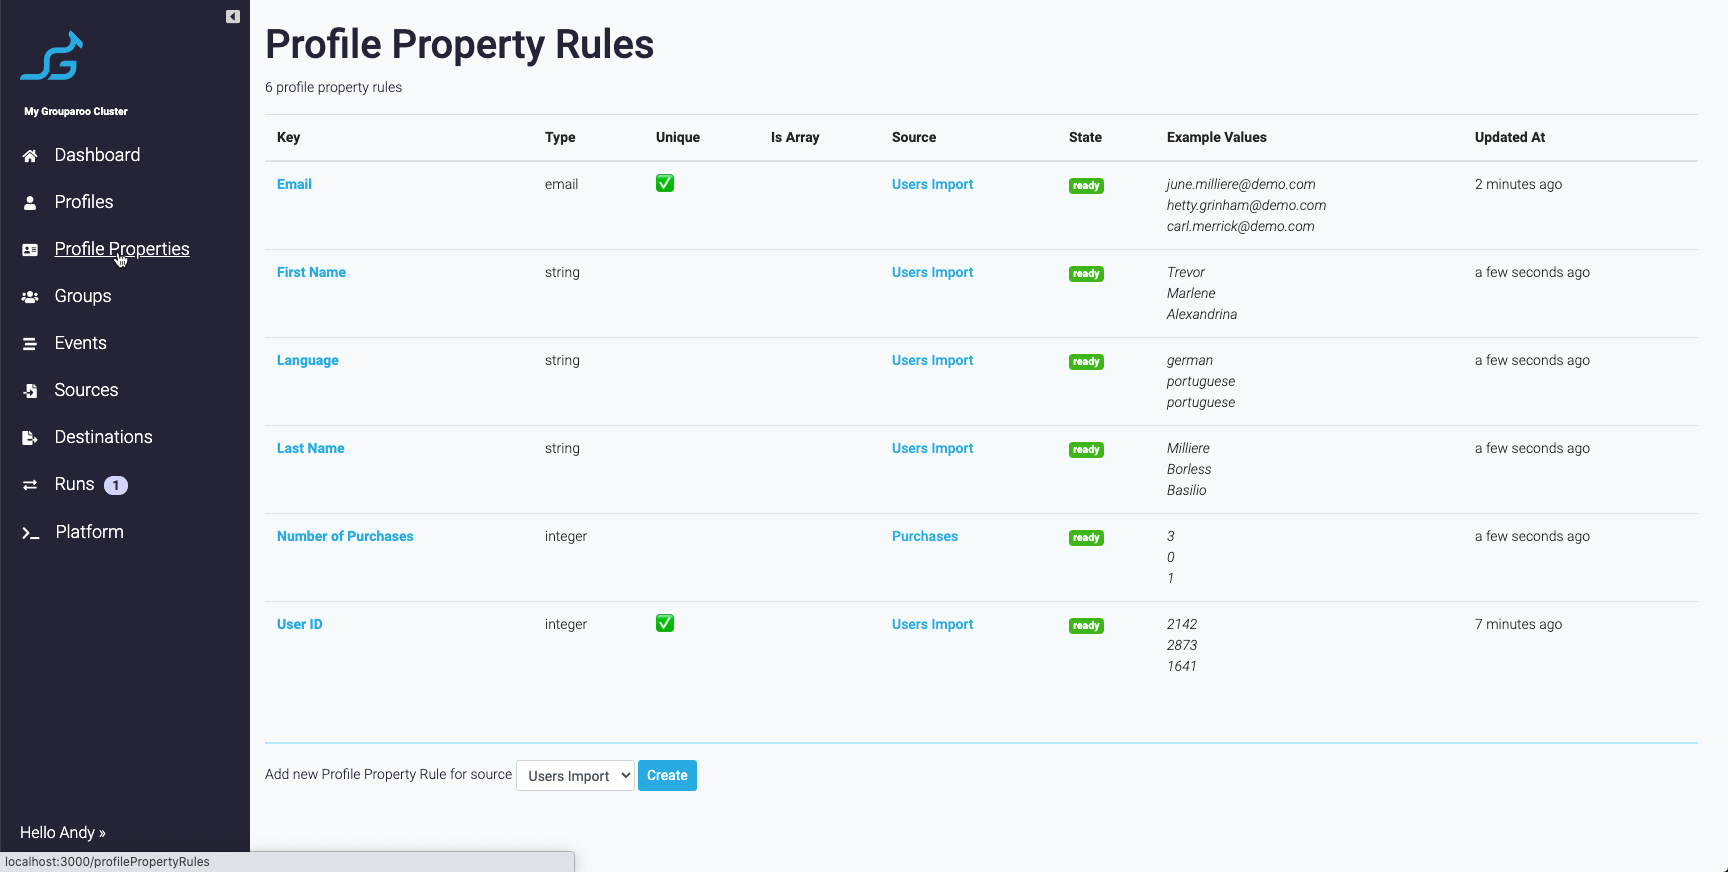 My Grouparoo Cluster
Dashboard
Profiles
Profile Properties
Groups
Events
Sources
Destinations
Runs 1
Platform
Hello Andy »
localhost:3000/profilePropertyRules
Profile Property Rules
6 profile property rules
Key Type Unique Is Array Source State Example Values Updated At
Email email ✅ Users Import ready june.milliere@demo.com 2 minutes ago
hetty.grinham@demo.com
carl.merrick@demo.com
First Name string Users Import ready Trevor a few seconds ago
Marlene
Alexandrina
Language string Users Import ready german a few seconds ago
portuguese
portuguese
Last Name string Users Import ready Milliere a few seconds ago
Borless
Basilio
Number of Purchases integer Purchases ready 3 a few seconds ago
0
1
User ID integer ✅ Users Import ready 2142 7 minutes ago
2873
1641
Add new Profile Property Rule for source Users Import Create